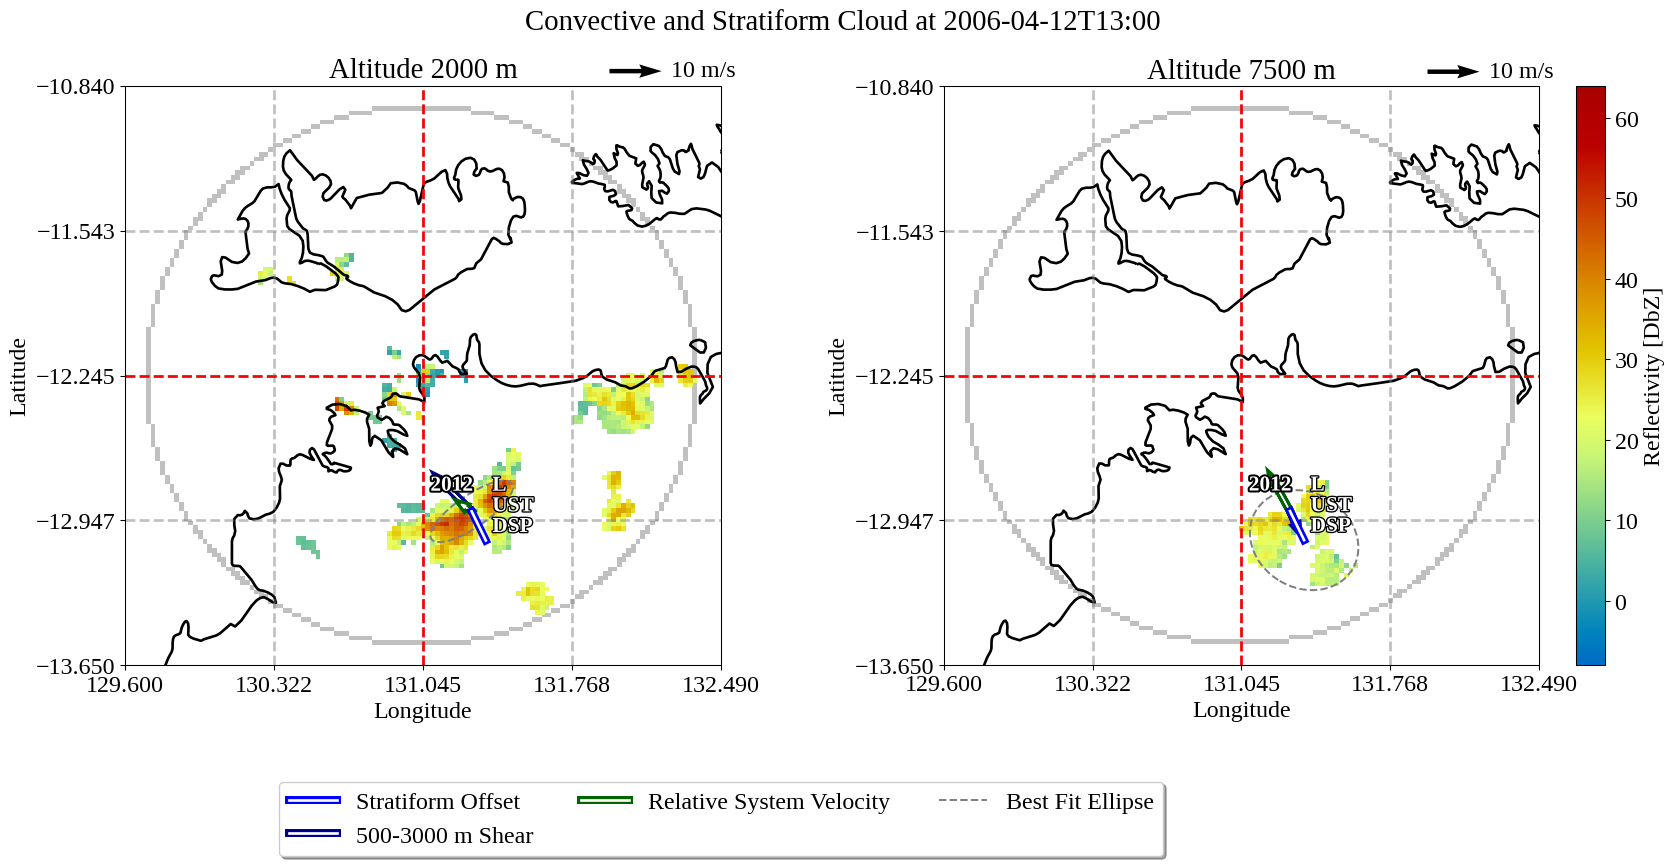 Convective and Stratiform Cloud at 2006-04-12T13:00
Altitude 2000 m
10 m/s
−10.840
−11.543
−12.245
−12.947
−13.650
Latitude
2012
L
UST
DSP
129.600
130.322
131.045
131.768
132.490
Longitude
Altitude 7500 m
10 m/s
−10.840
−11.543
−12.245
−12.947
−13.650
Latitude
2012
L
UST
DSP
129.600
130.322
131.045
131.768
132.490
Longitude
60
50
40
30
20
10
0
Reflectivity [DbZ]
Stratiform Offset
500-3000 m Shear
Relative System Velocity
Best Fit Ellipse